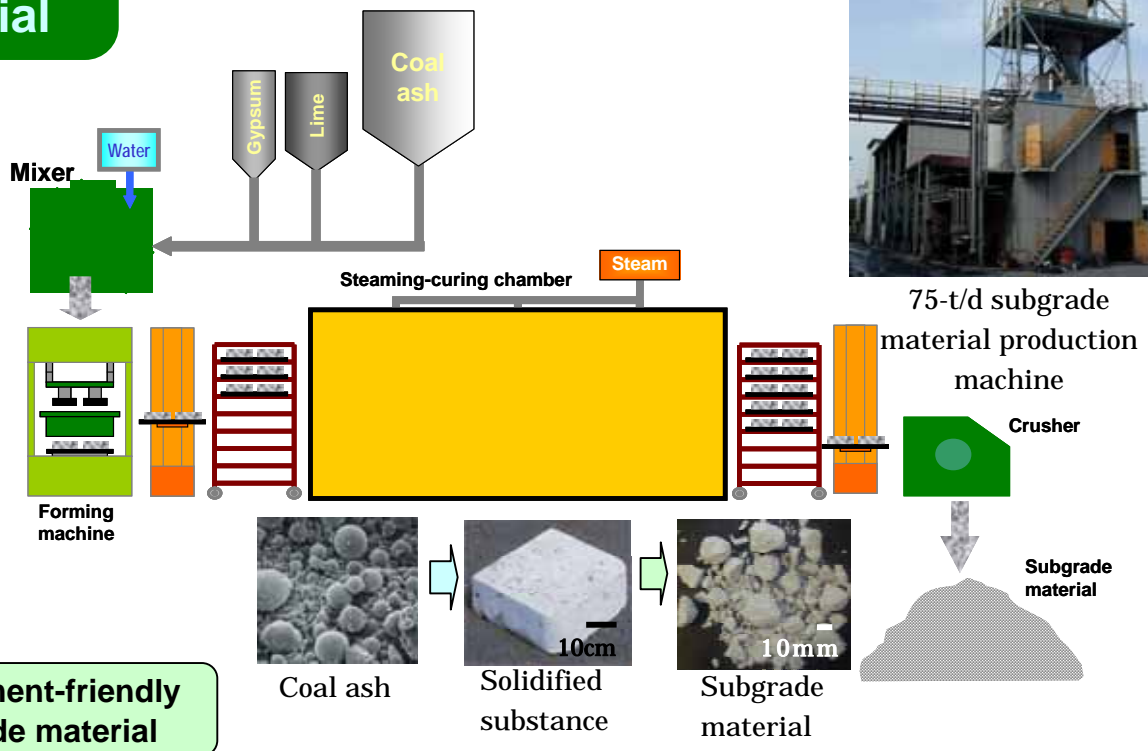 ial
Coal
ash
Gypsum
Lime
Water
Mixer
Steam
Steaming-curing chamber
75-t/d subgrade
material production
machine
Crusher
Forming
machine
Subgrade
material
10cm
10mm
Coal ash
Solidified
substance
Subgrade
material
ent-friendly
de material